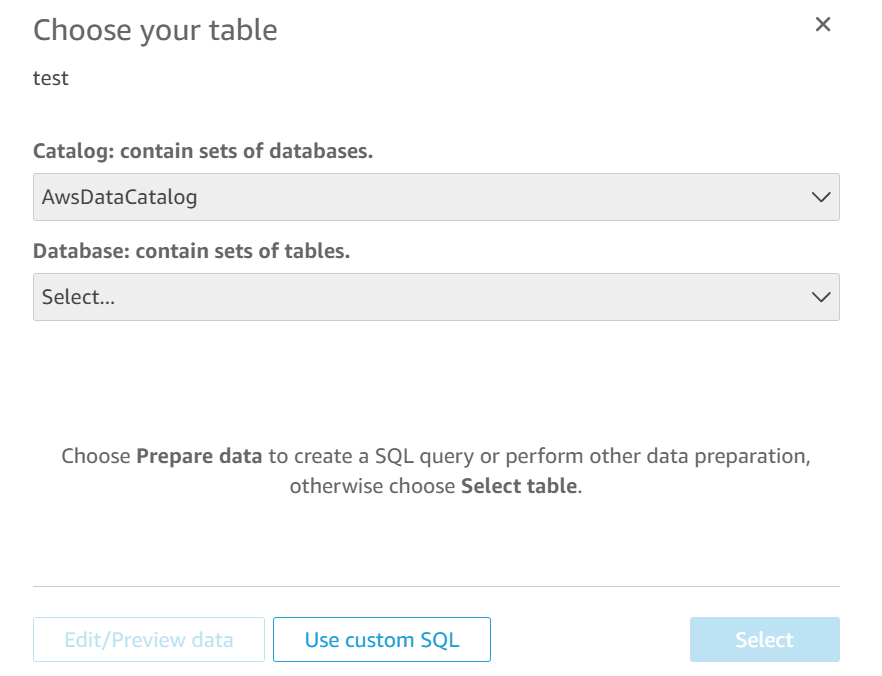 Choose your table
test
Catalog: contain sets of databases.
AwsDataCatalog
Database: contain sets of tables.
Select...
Choose Prepare data to create a SQL query or perform other data preparation,
otherwise choose Select table.
Edit/Preview data
Use custom SQL
Select